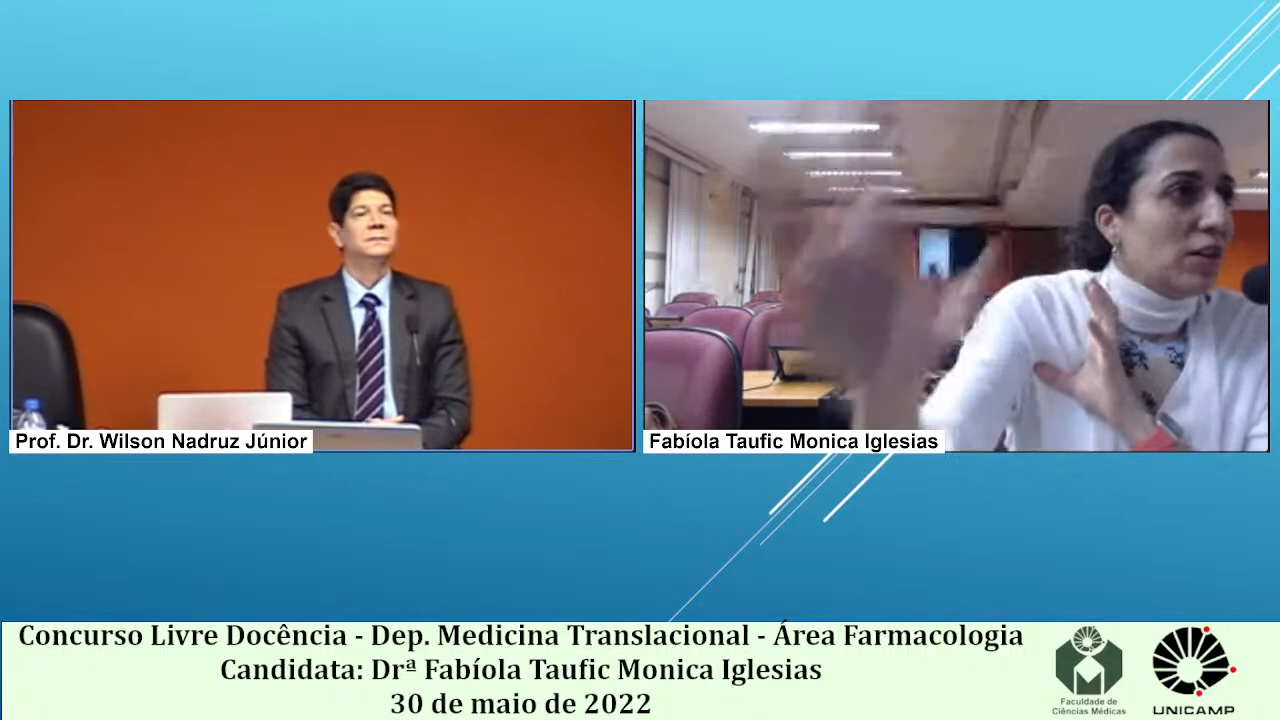 Prof. Dr. Wilson Nadruz Júnior
Fabíola Taufic Monica Iglesias
Concurso Livre Docência - Dep. Medicina Translacional - Área Farmacologia
Candidata: Drª Fabíola Taufic Monica Iglesias
30 de maio de 2022
Faculdade de
Ciências Médicas
UNICAMP